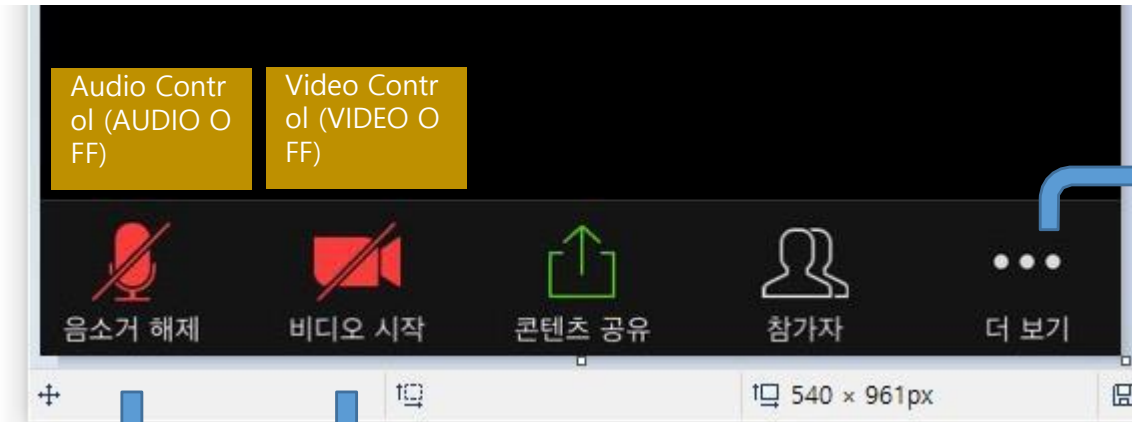 Audio Contr
ol (AUDIO O
FF)
Video Contr
ol (VIDEO O
FF)
음소거 해제
비디오 시작
콘텐츠 공유
참가자
더 보기
540 × 961px